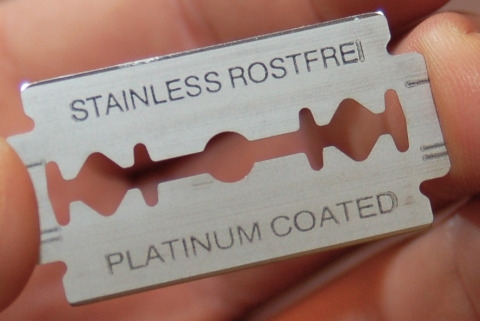 STAINLESS ROSTFREI
PLATINUM COATED